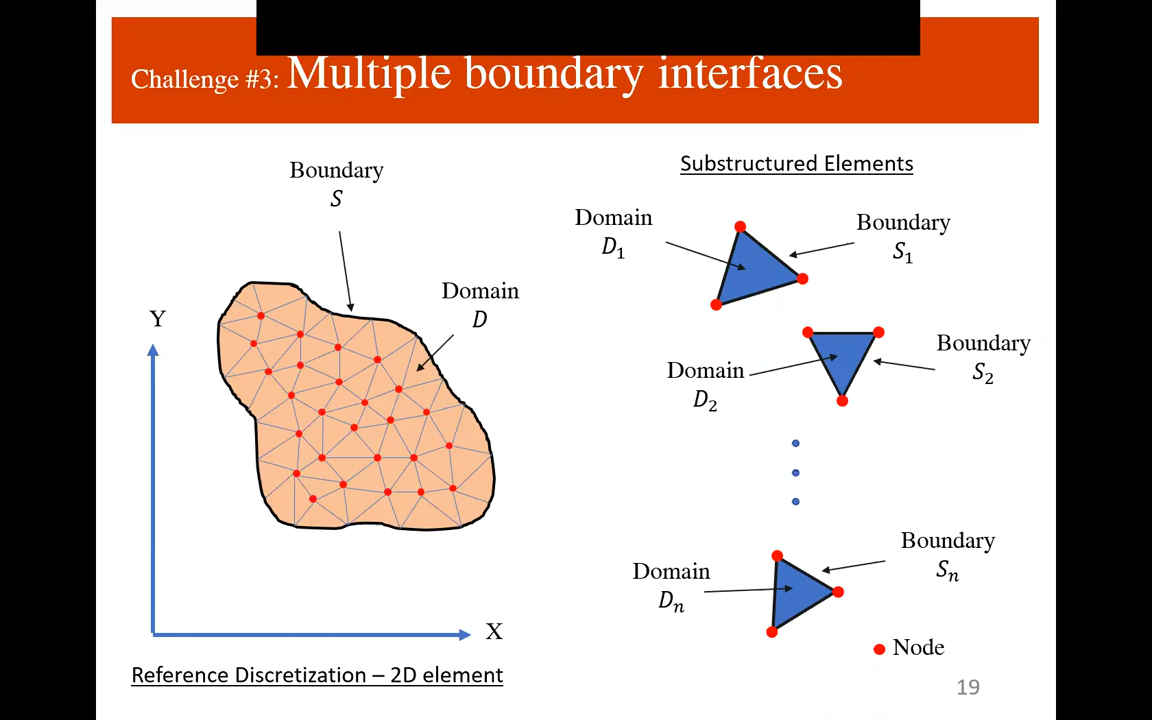 Challenge #3: Multiple boundary interfaces
Boundary
S
Domain
D
Y
X
Reference Discretization – 2D element
Substructured Elements
Domain
D₁
Boundary
S₁
Domain
D₂
Boundary
S₂
Domain
Dₙ
Boundary
Sₙ
Node
19